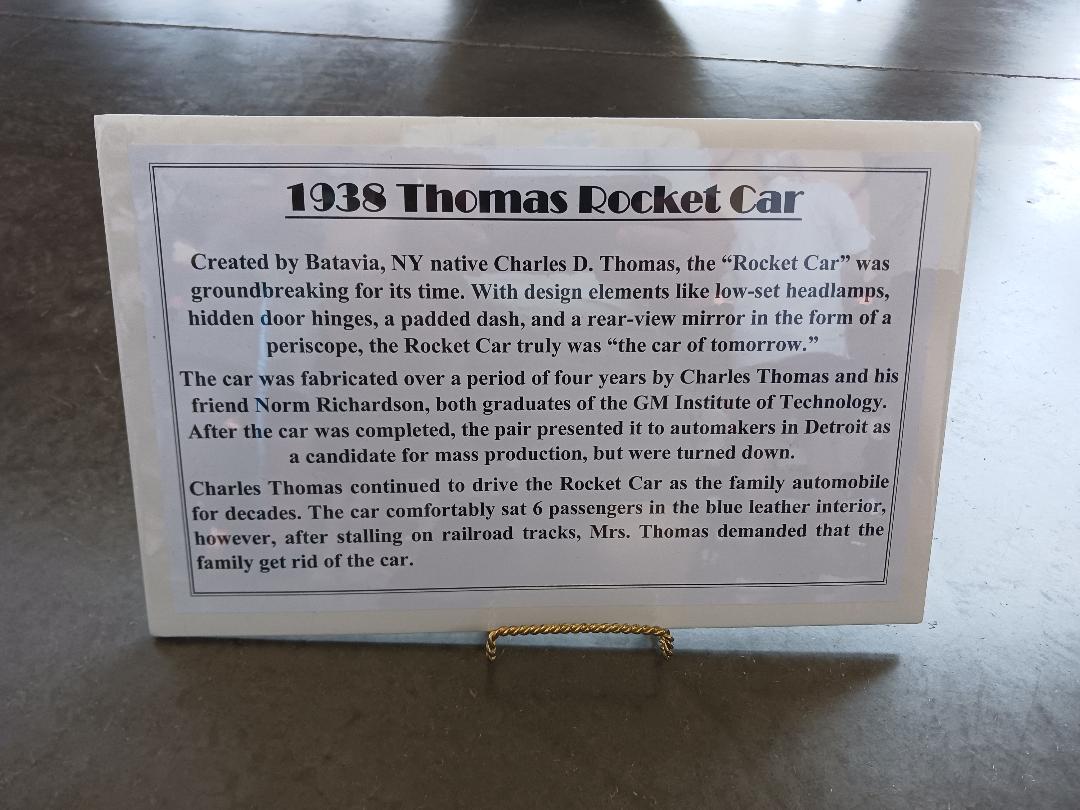 1938 Thomas Rocket Car
Created by Batavia, NY native Charles D. Thomas, the “Rocket Car” was
groundbreaking for its time. With design elements like low-set headlamps,
hidden door hinges, a padded dash, and a rear-view mirror in the form of a
periscope, the Rocket Car truly was “the car of tomorrow.”
The car was fabricated over a period of four years by Charles Thomas and his
friend Norm Richardson, both graduates of the GM Institute of Technology.
After the car was completed, the pair presented it to automakers in Detroit as
a candidate for mass production, but were turned down.
Charles Thomas continued to drive the Rocket Car as the family automobile
for decades. The car comfortably sat 6 passengers in the blue leather interior,
however, after stalling on railroad tracks, Mrs. Thomas demanded that the
family get rid of the car.